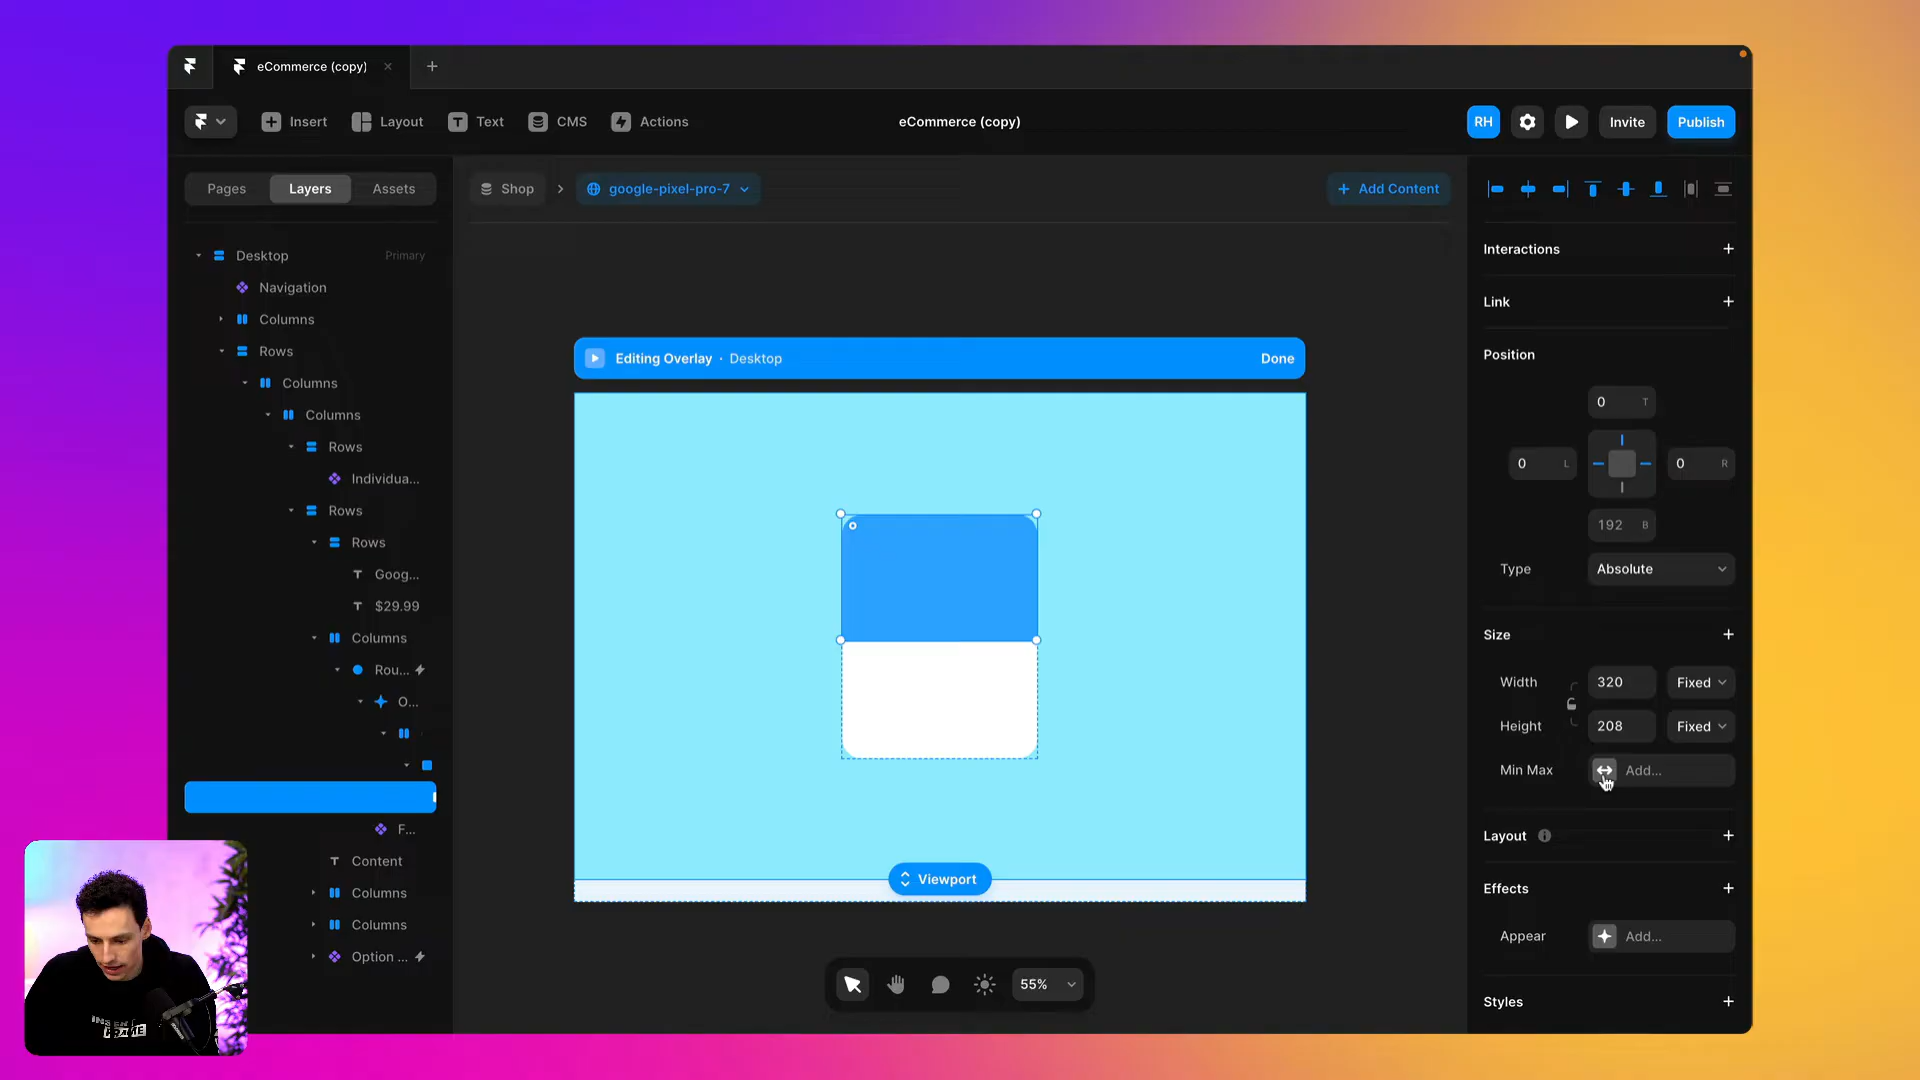 eCommerce (copy)
Insert
Layout
Text
CMS
Actions
eCommerce (copy)
RH
Invite
Publish
Pages
Layers
Assets
Shop
google-pixel-pro-7
Add Content
Desktop
Primary
Navigation
Columns
Rows
Columns
Columns
Rows
Individua...
Rows
Rows
Goog...
$29.99
Columns
Rou...
O...
F...
Content
Columns
Columns
Option ...
Editing Overlay · Desktop
Done
Viewport
55%
Interactions
Link
Position
0 T
0 L
0 R
192 B
Type
Absolute
Size
Width
320
Fixed
Height
208
Fixed
Min Max
Add...
Layout
Effects
Appear
Add...
Styles
FRAME